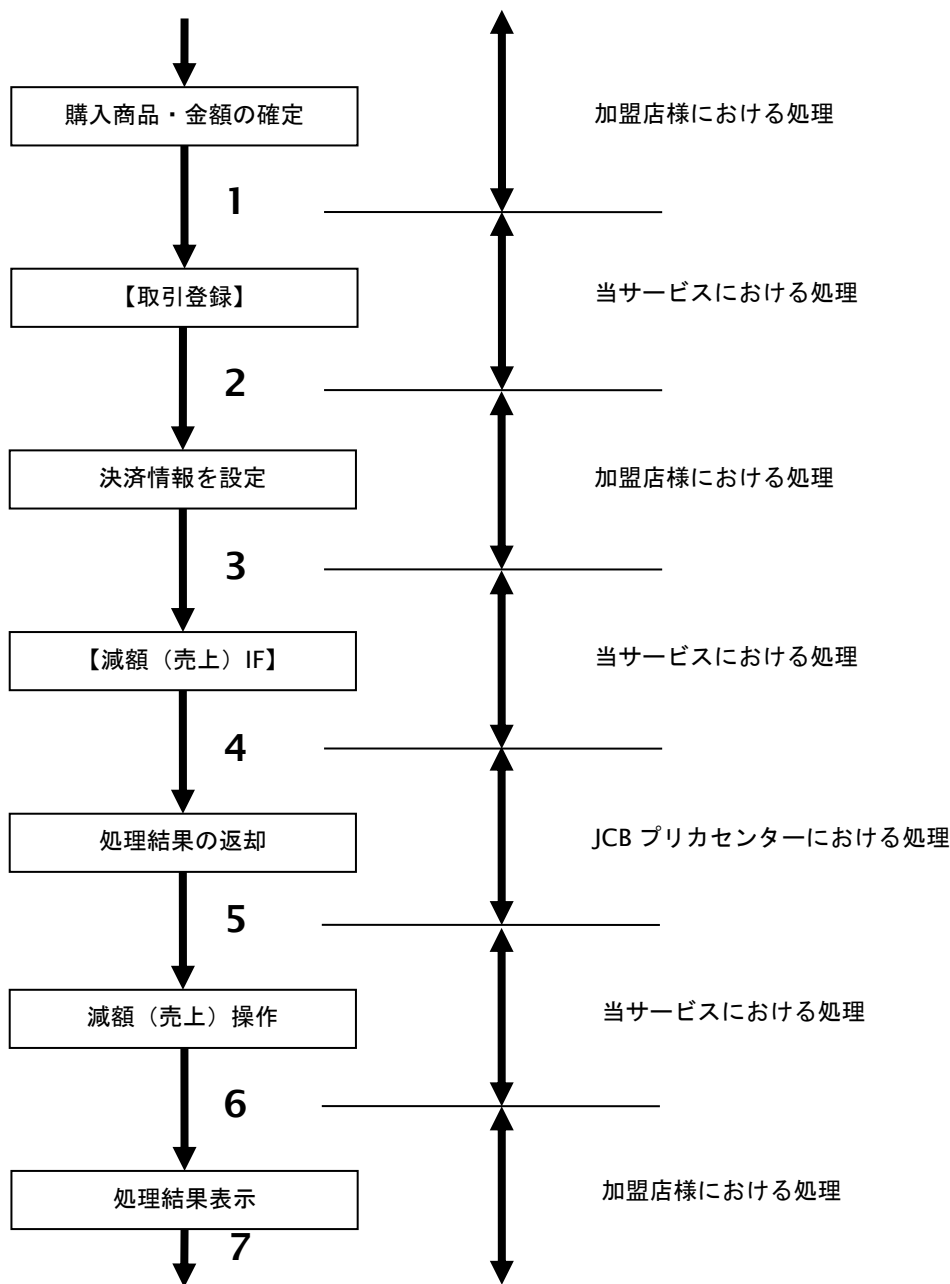 購入商品・金額の確定
加盟店様における処理
1
【取引登録】
当サービスにおける処理
2
決済情報を設定
加盟店様における処理
3
【減額（売上）IF】
当サービスにおける処理
4
処理結果の返却
JCB プリカセンターにおける処理
5
減額（売上）操作
当サービスにおける処理
6
処理結果表示
加盟店様における処理
7